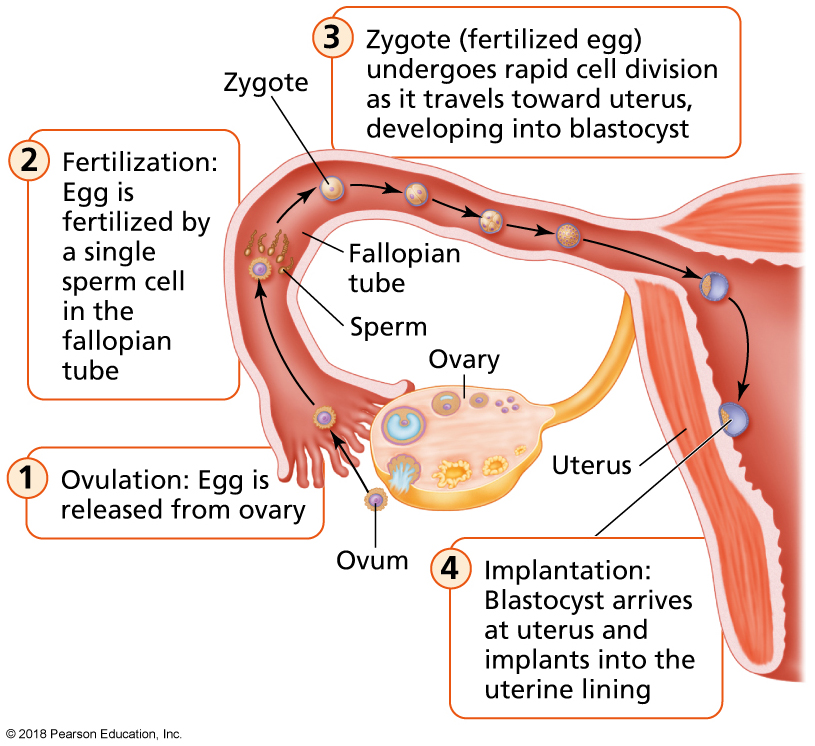 1
Ovulation: Egg is
released from ovary
2
Fertilization:
Egg is
fertilized by
a single
sperm cell
in the
fallopian
tube
3
Zygote (fertilized egg)
undergoes rapid cell division
as it travels toward uterus,
developing into blastocyst
4
Implantation:
Blastocyst arrives
at uterus and
implants into the
uterine lining
Zygote
Fallopian
tube
Sperm
Ovary
Uterus
Ovum
© 2018 Pearson Education, Inc.